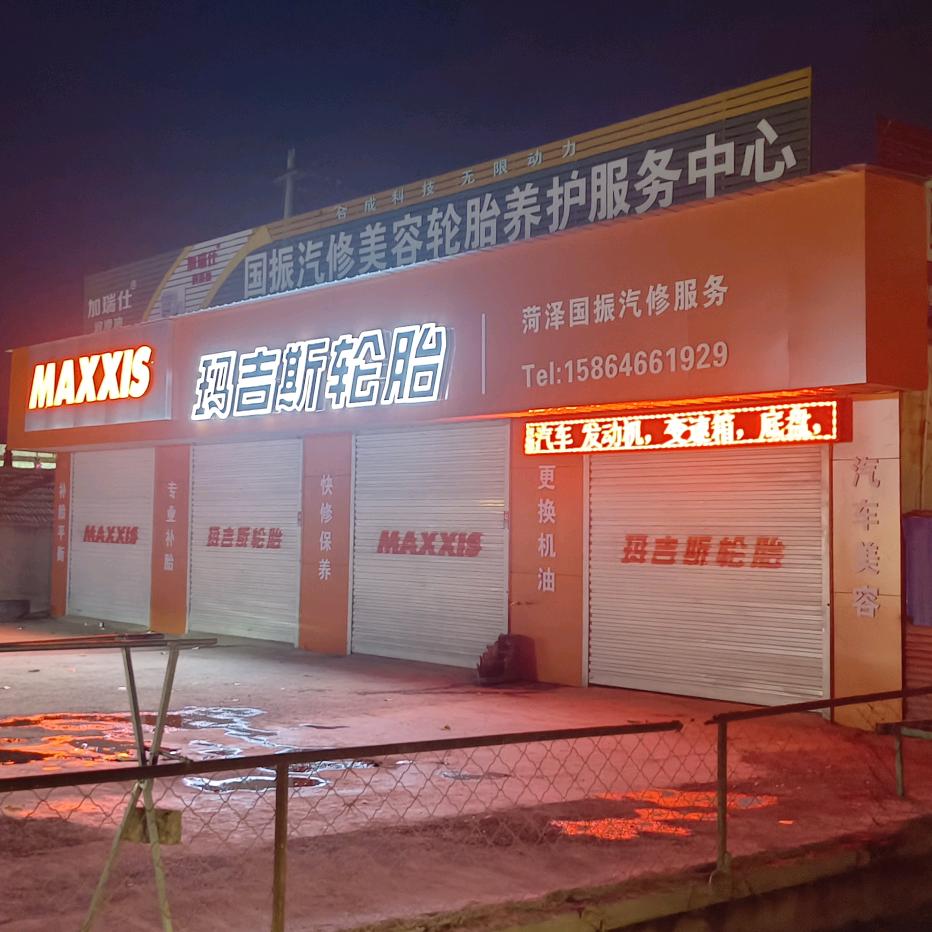 合成科技 无限动力
国振汽修美容轮胎养护服务中心
加瑞仕
加瑞仕
MAXXIS
玛吉斯轮胎
菏泽国振汽修服务
Tel:15864661929
汽车 发动机，变速箱，底盘，
补胎平衡
专业补胎
快修保养
更换机油
汽车美容
MAXXIS
玛吉斯轮胎
MAXXIS
玛吉斯轮胎